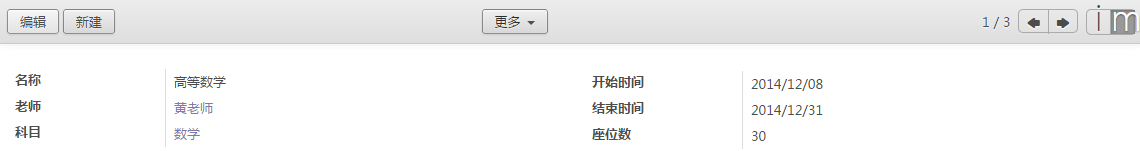 编辑 新建 更多 1 / 3 i m
名称 高等数学 开始时间 2014/12/08
老师 黄老师 结束时间 2014/12/31
科目 数学 座位数 30